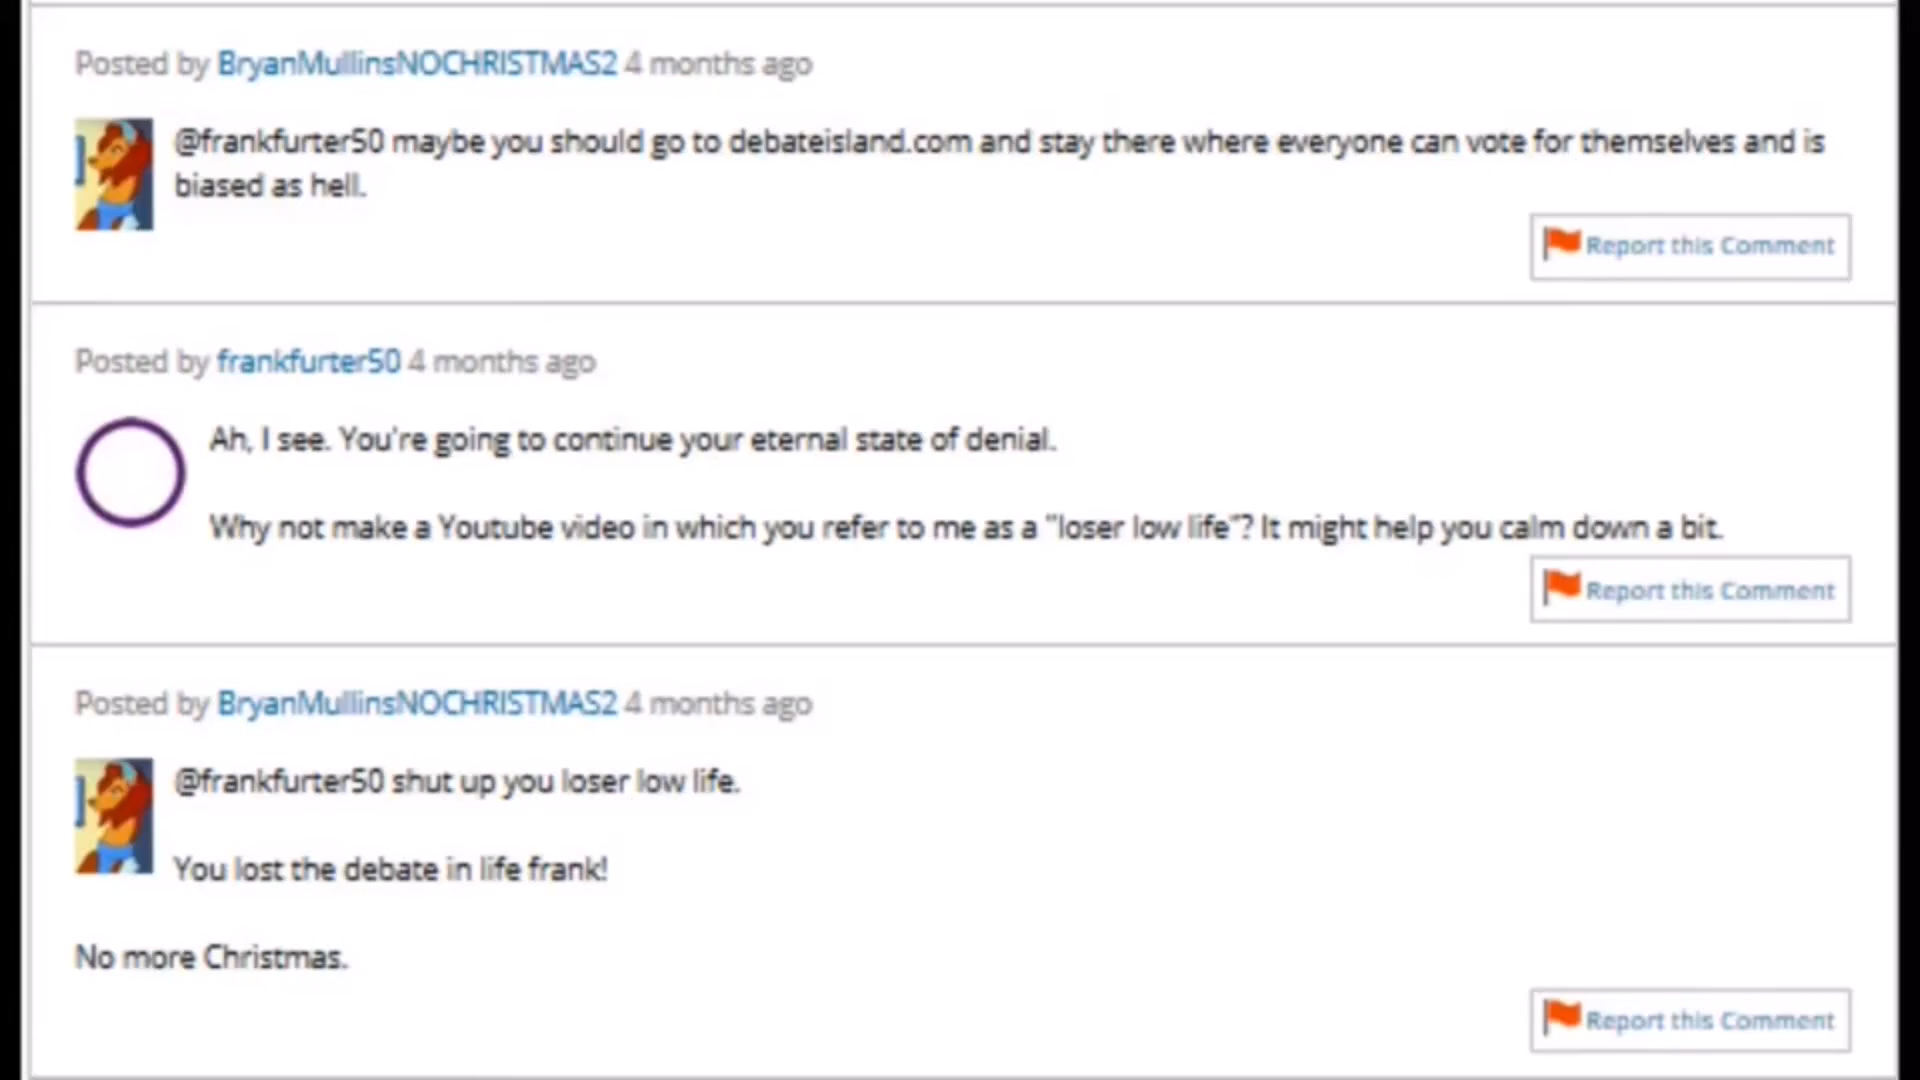 Posted by BryanMullinsNOCHRISTMAS2 4 months ago
@frankfurter50 maybe you should go to debateisland.com and stay there where everyone can vote for themselves and is
biased as hell.
Report this Comment
Posted by frankfurter50 4 months ago
Ah, I see. You're going to continue your eternal state of denial.
Why not make a Youtube video in which you refer to me as a "loser low life"? It might help you calm down a bit.
Report this Comment
Posted by BryanMullinsNOCHRISTMAS2 4 months ago
@frankfurter50 shut up you loser low life.
You lost the debate in life frank!
No more Christmas.
Report this Comment